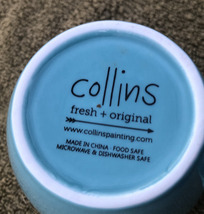 collins
fresh + original
www.collinspainting.com
MADE IN CHINA · FOOD SAFE
MICROWAVE & DISHWASHER SAFE